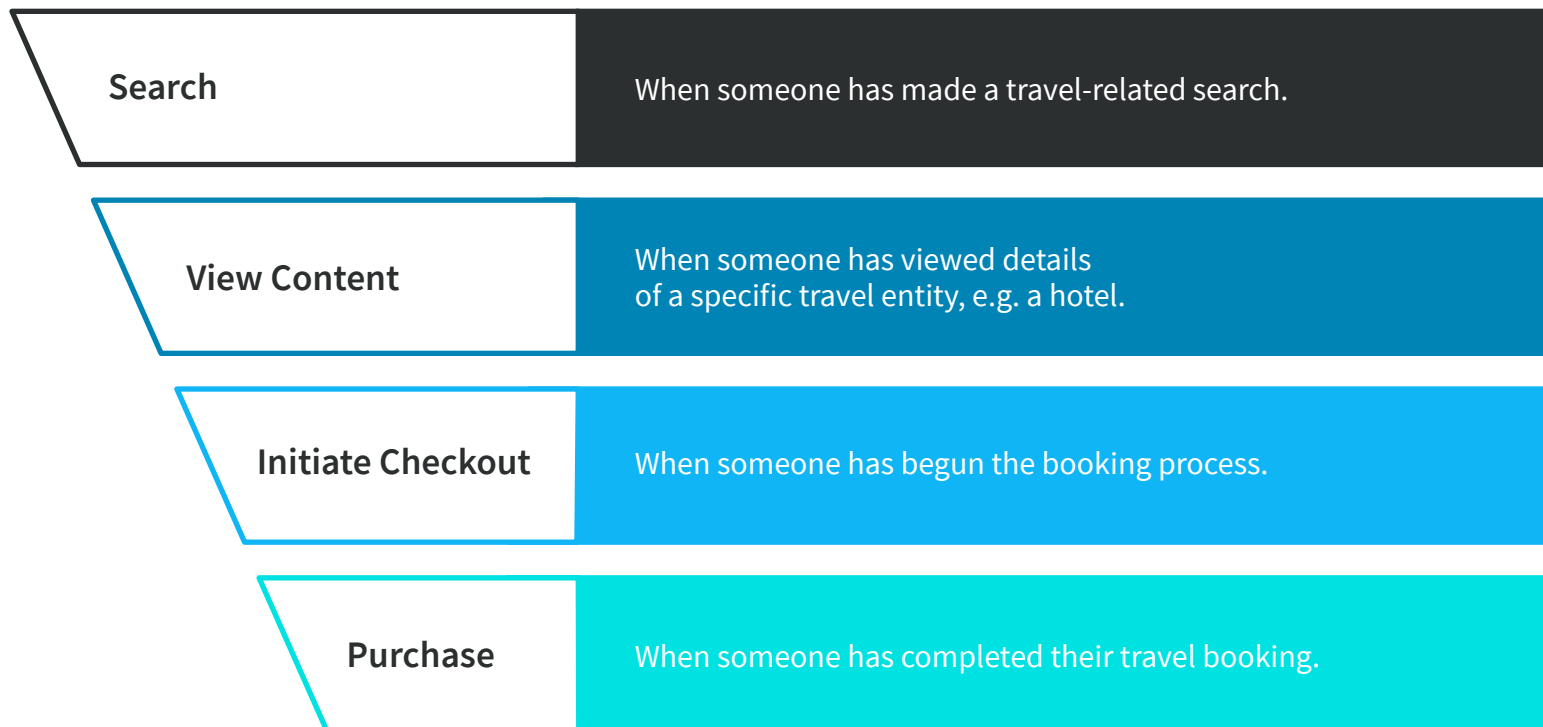 Search
When someone has made a travel-related search.
View Content
When someone has viewed details
of a specific travel entity, e.g. a hotel.
Initiate Checkout
When someone has begun the booking process.
Purchase
When someone has completed their travel booking.